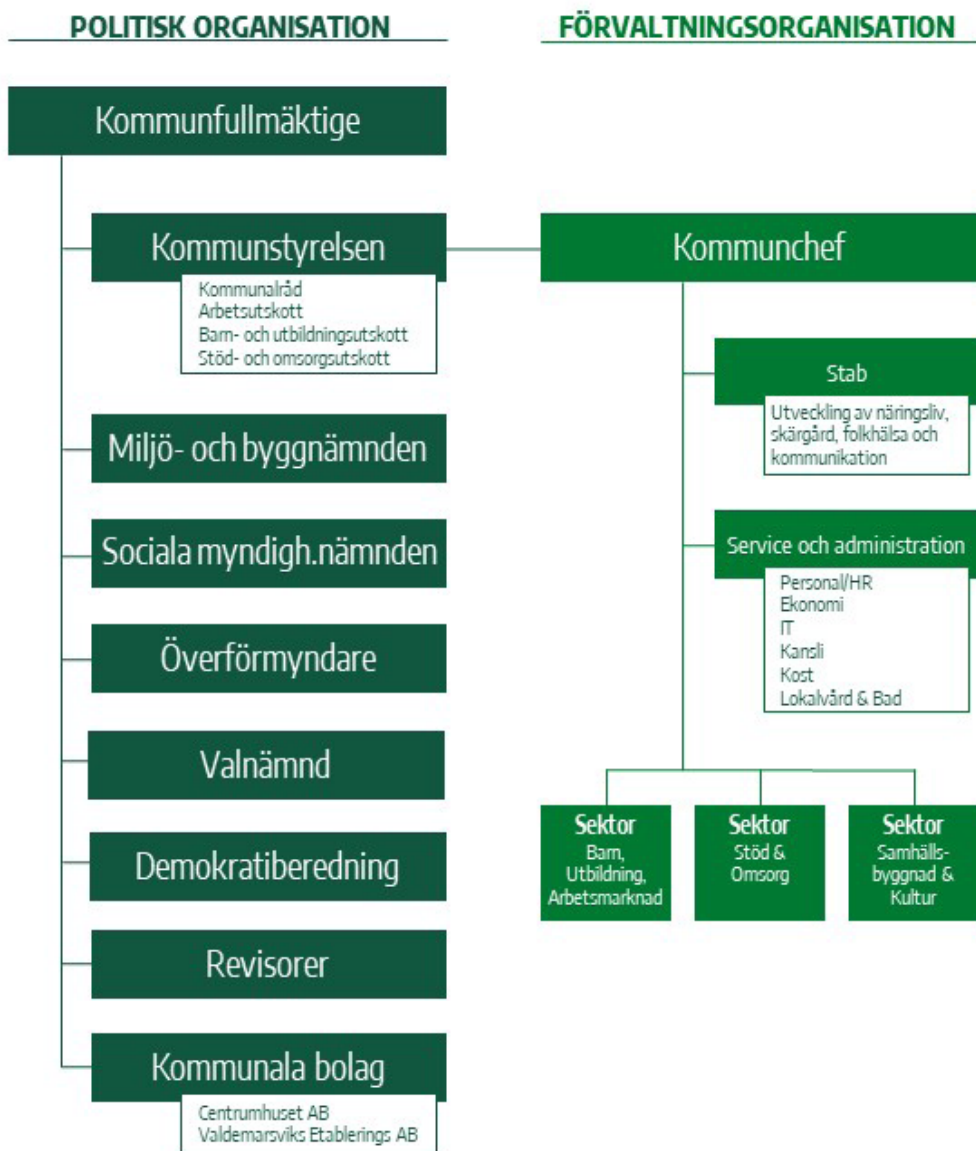 POLITISK ORGANISATION
Kommunfullmäktige
Kommunstyrelsen
Kommunalråd
Arbetsutskott
Barn- och utbildningsutskott
Stöd- och omsorgsutskott
Miljö- och byggnämnden
Sociala myndigh.nämnden
Överförmyndare
Valnämnd
Demokratiberedning
Revisorer
Kommunala bolag
Centrumhuset AB
Valdemarsviks Etablerings AB
FÖRVALTNINGSORGANISATION
Kommunchef
Stab
Utveckling av näringsliv,
skärgård, folkhälsa och
kommunikation
Service och administration
Personal/HR
Ekonomi
IT
Kansli
Kost
Lokalvård & Bad
Sektor
Barn,
Utbildning,
Arbetsmarknad
Sektor
Stöd &
Omsorg
Sektor
Samhälls-
byggnad &
Kultur